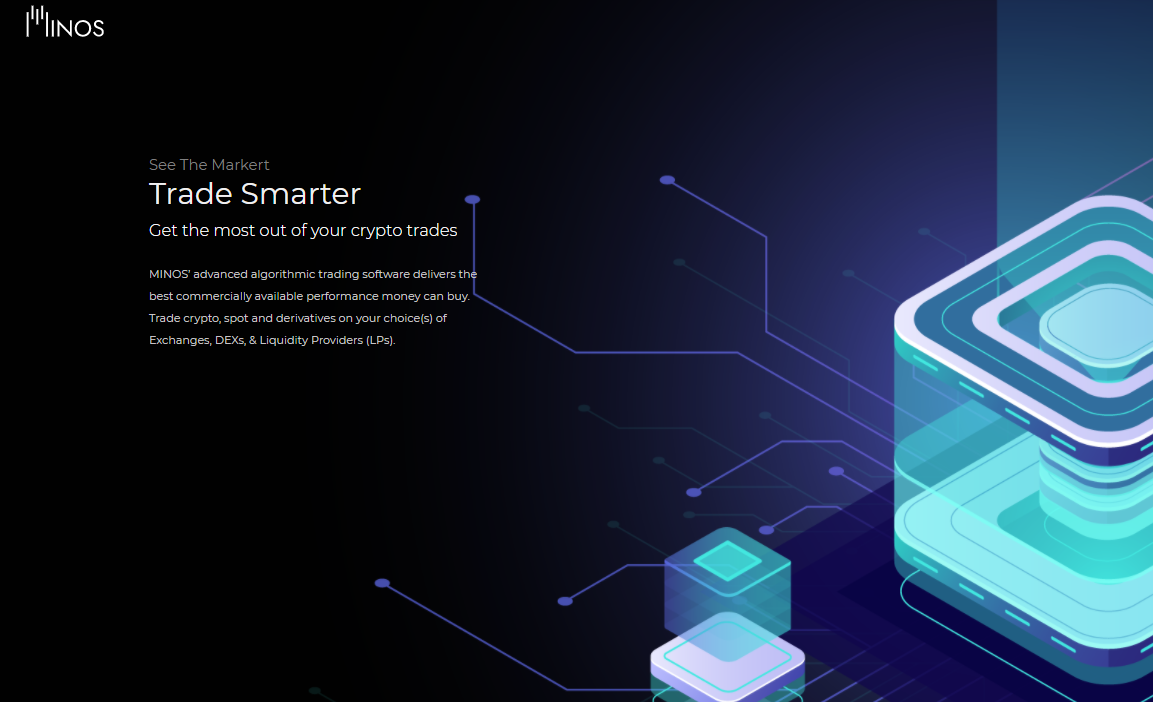 MINOS
See The Markert
Trade Smarter
Get the most out of your crypto trades
MINOS' advanced algorithmic trading software delivers the
best commercially available performance money can buy.
Trade crypto, spot and derivatives on your choice(s) of
Exchanges, DEXs, & Liquidity Providers (LPs).